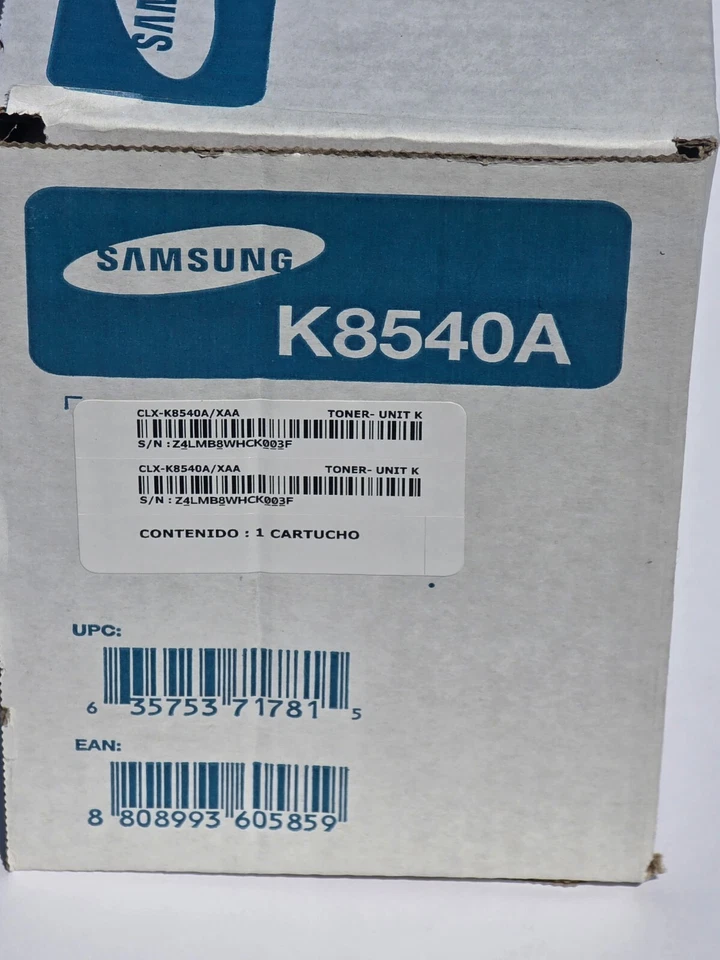 SAM
SAMSUNG
K8540A
CLX-K8540A/XAA TONER- UNIT K
S/N : Z4LMB8WHCK003F
CLX-K8540A/XAA TONER- UNIT K
S/N : Z4LMB8WHCK003F
CONTENIDO : 1 CARTUCHO
UPC:
6 35753 71781 5
EAN:
8 808993 605859